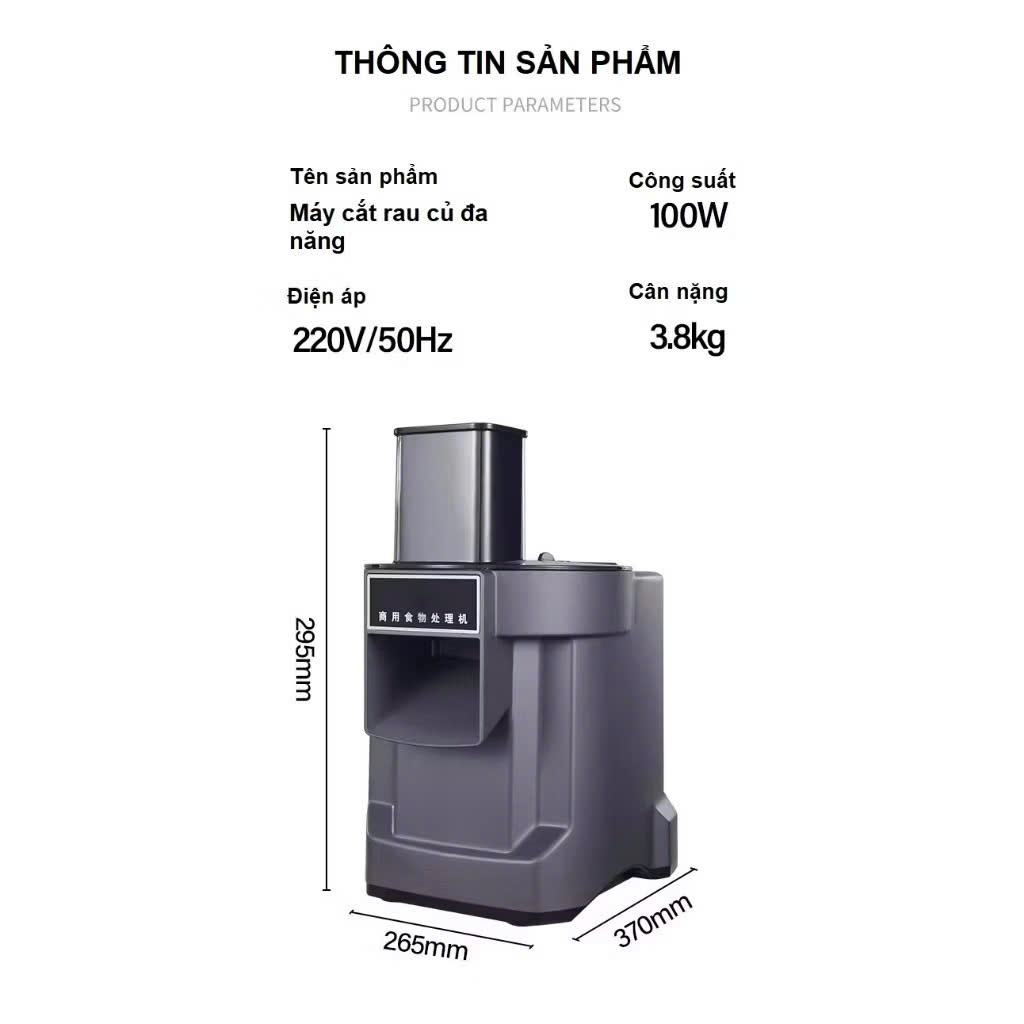 THÔNG TIN SẢN PHẨM
PRODUCT PARAMETERS
Tên sản phẩm
Máy cắt rau củ đa
năng
Công suất
100W
Điện áp
220V/50Hz
Cân nặng
3.8kg
295mm
商用食物处理机
265mm
370mm